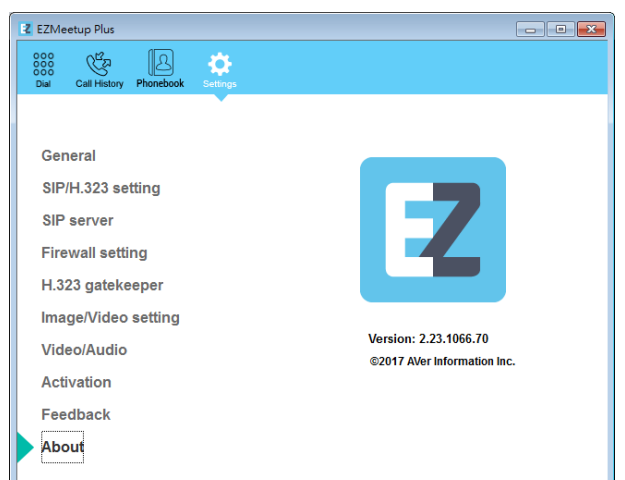 EZMeetup Plus
Dial
Call History
Phonebook
Settings
General
SIP/H.323 setting
SIP server
Firewall setting
H.323 gatekeeper
Image/Video setting
Video/Audio
Activation
Feedback
About
EZ
Version: 2.23.1066.70
©2017 AVer Information Inc.